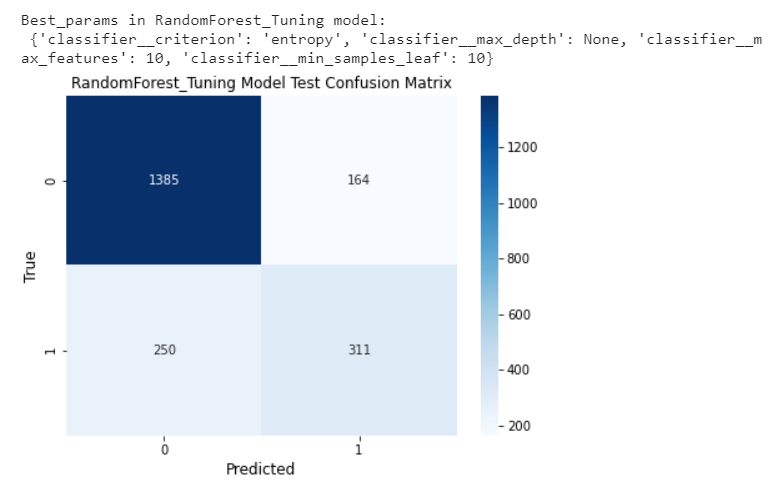 Best_params in RandomForest_Tuning model:
{'classifier__criterion': 'entropy', 'classifier__max_depth': None, 'classifier__m
ax_features': 10, 'classifier__min_samples_leaf': 10}
RandomForest_Tuning Model Test Confusion Matrix
1385
164
250
311
0
1
True
0
1
Predicted
1200
1000
800
600
400
200